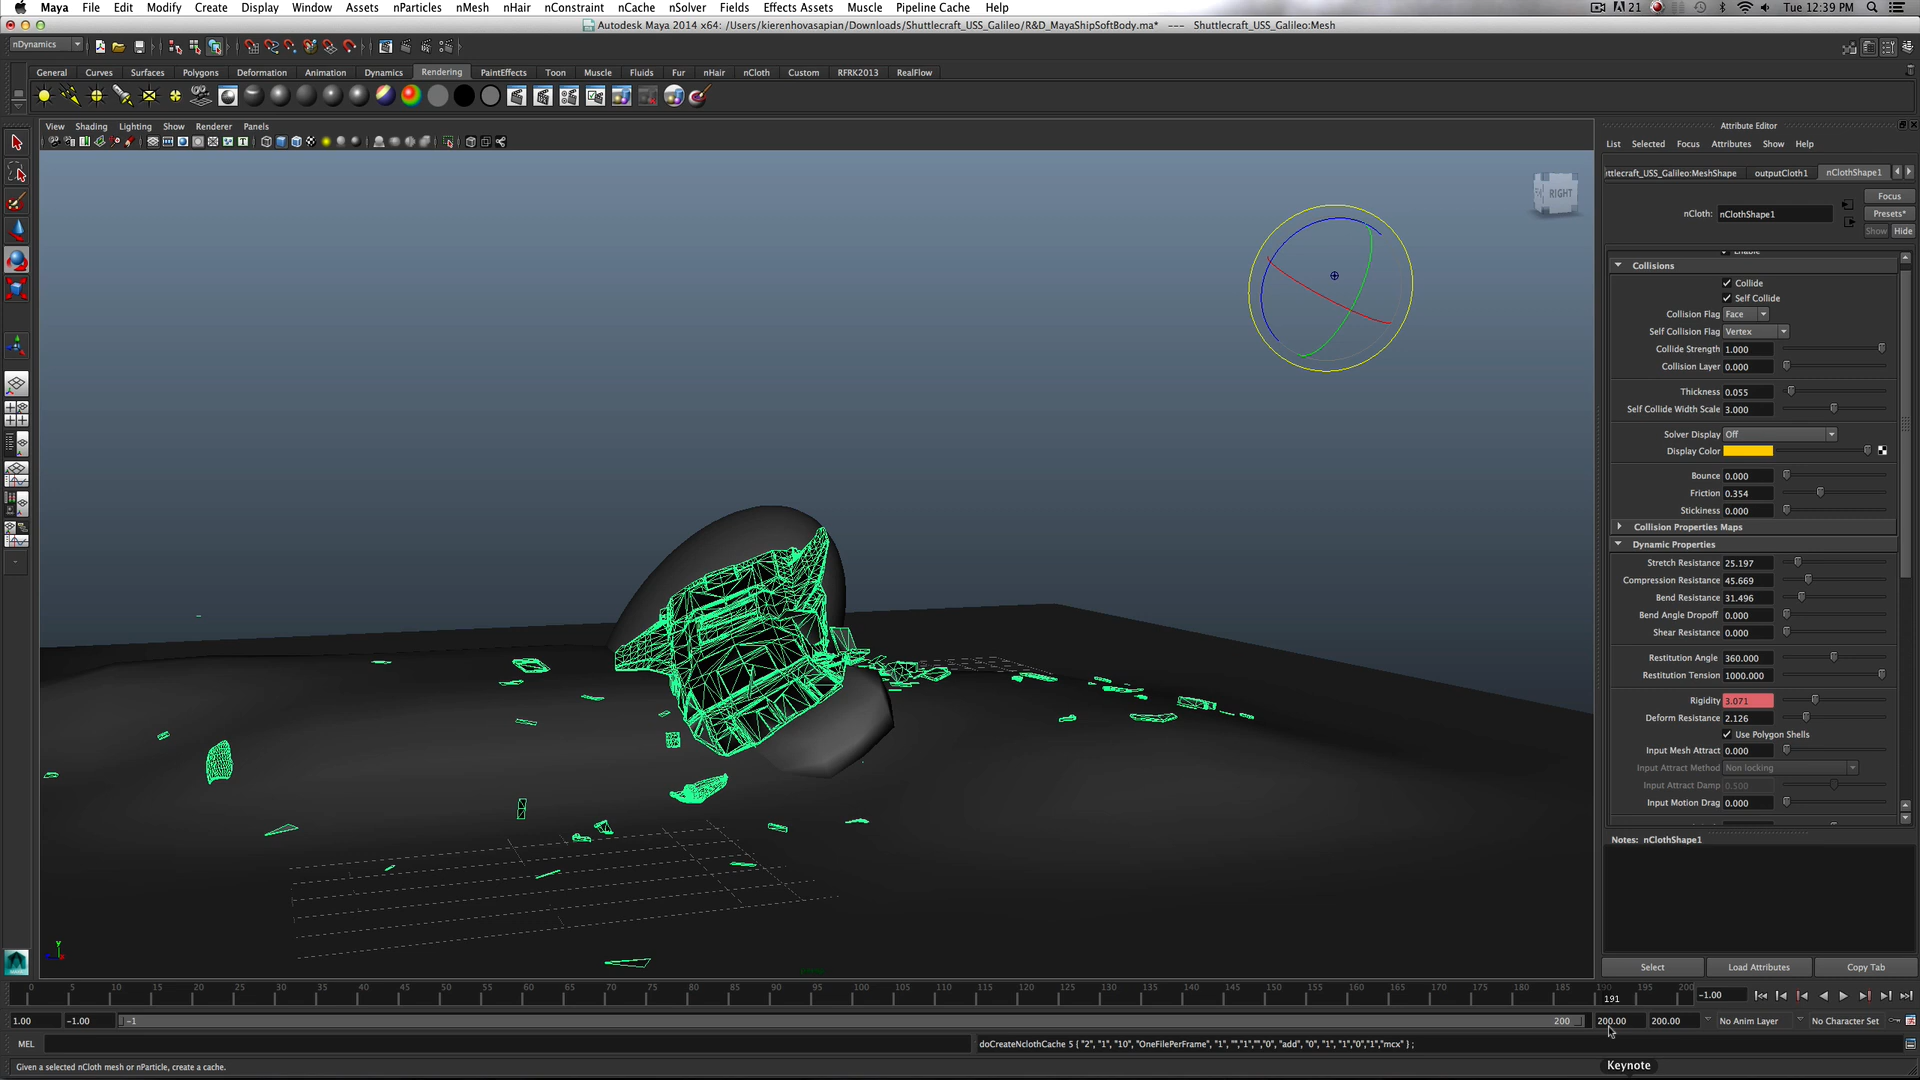 Maya File Edit Modify Create Display Window Assets nParticles nMesh nHair nConstraint nCache nSolver Fields Effects Assets Muscle Pipeline Cache Help
21 Tue 12:39 PM
Autodesk Maya 2014 x64: /Users/kierenhovasapian/Downloads/Shuttlecraft_USS_Galileo/R&D_MayaShipSoftBody.ma* --- Shuttlecraft_USS_Galileo:Mesh
nDynamics
General Curves Surfaces Polygons Deformation Animation Dynamics Rendering PaintEffects Toon Muscle Fluids Fur nHair nCloth Custom RFRK2013 RealFlow
View Shading Lighting Show Renderer Panels
RIGHT
Attribute Editor
List Selected Focus Attributes Show Help
ttlecraft_USS_Galileo:MeshShape outputCloth1 nClothShape1
Focus
nCloth: nClothShape1
Presets*
Show Hide
Enable
Collisions
Collide
Self Collide
Collision Flag Face
Self Collision Flag Vertex
Collide Strength 1.000
Collision Layer 0.000
Thickness 0.055
Self Collide Width Scale 3.000
Solver Display Off
Display Color
Bounce 0.000
Friction 0.354
Stickiness 0.000
Collision Properties Maps
Dynamic Properties
Stretch Resistance 25.197
Compression Resistance 45.669
Bend Resistance 31.496
Bend Angle Dropoff 0.000
Shear Resistance 0.000
Restitution Angle 360.000
Restitution Tension 1000.000
Rigidity 3.071
Deform Resistance 2.126
Use Polygon Shells
Input Mesh Attract 0.000
Input Attract Method Non locking
Input Attract Damp 0.500
Input Motion Drag 0.000
Notes: nClothShape1
Select Load Attributes Copy Tab
0 5 10 15 20 25 30 35 40 45 50 55 60 65 70 75 80 85 90 95 100 105 110 115 120 125 130 135 140 145 150 155 160 165 170 175 180 185 190 195 200
191
-1.00
1.00 -1.00 -1 200 200.00 200.00 No Anim Layer No Character Set
MEL
doCreateNclothCache 5 { "2", "1", "10", "OneFilePerFrame", "1", "","1","","0", "add", "0", "1", "1","0","1","mcx" } ;
Given a selected nCloth mesh or nParticle, create a cache.
Keynote